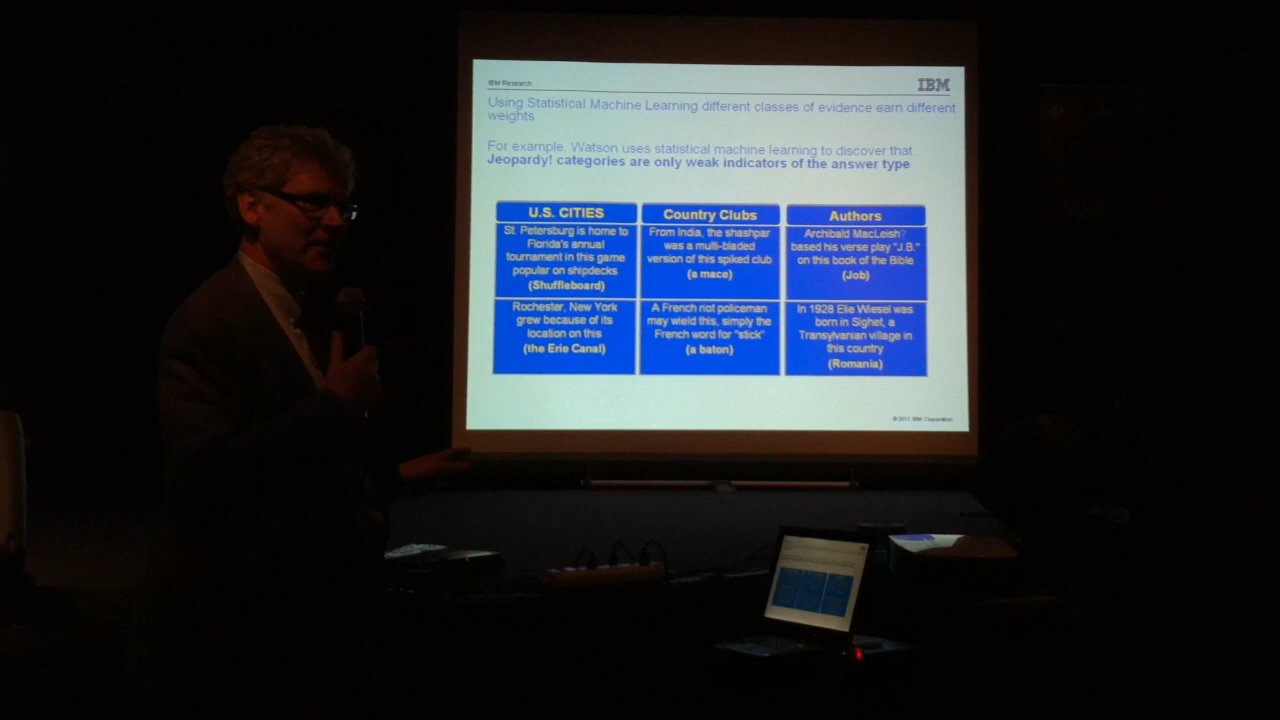 IBM Research
IBM
Using Statistical Machine Learning different classes of evidence earn different
weights
For example, Watson uses statistical machine learning to discover that
Jeopardy! categories are only weak indicators of the answer type
U.S. CITIES
St. Petersburg is home to
Florida's annual
tournament in this game
popular on shipdecks
(Shuffleboard)
Rochester, New York
grew because of its
location on this
(the Erie Canal)
Country Clubs
From India, the shashpar
was a multi-bladed
version of this spiked club
(a mace)
A French riot policeman
may wield this, simply the
French word for "stick"
(a baton)
Authors
Archibald MacLeish?
based his verse play "J.B."
on this book of the Bible
(Job)
In 1928 Elie Wiesel was
born in Sighet, a
Transylvanian village in
this country
(Romania)
© 2011 IBM Corporation